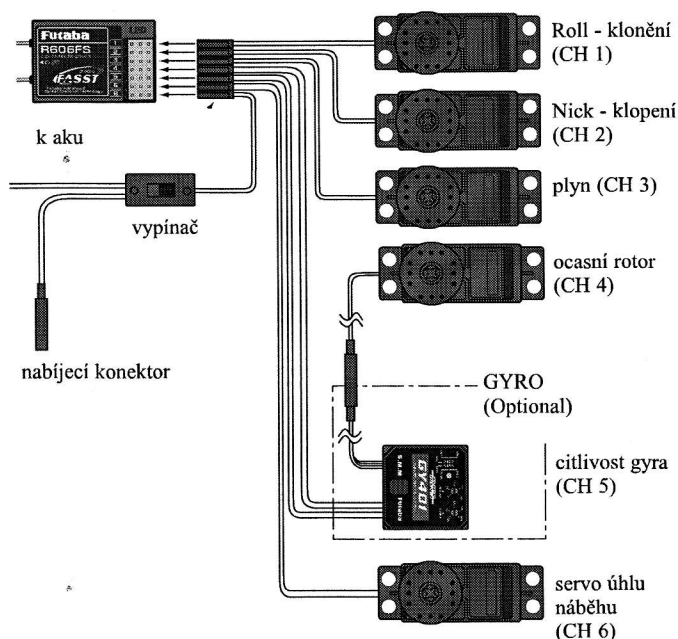 Futaba
R606FS
FASST
Roll - klonění
(CH 1)
Nick - klopení
(CH 2)
k aku
plyn (CH 3)
vypínač
ocasní rotor
(CH 4)
nabíjecí konektor
GYRO
(Optional)
citlivost gyra
(CH 5)
GY401
Futaba
servo úhlu
náběhu
(CH 6)